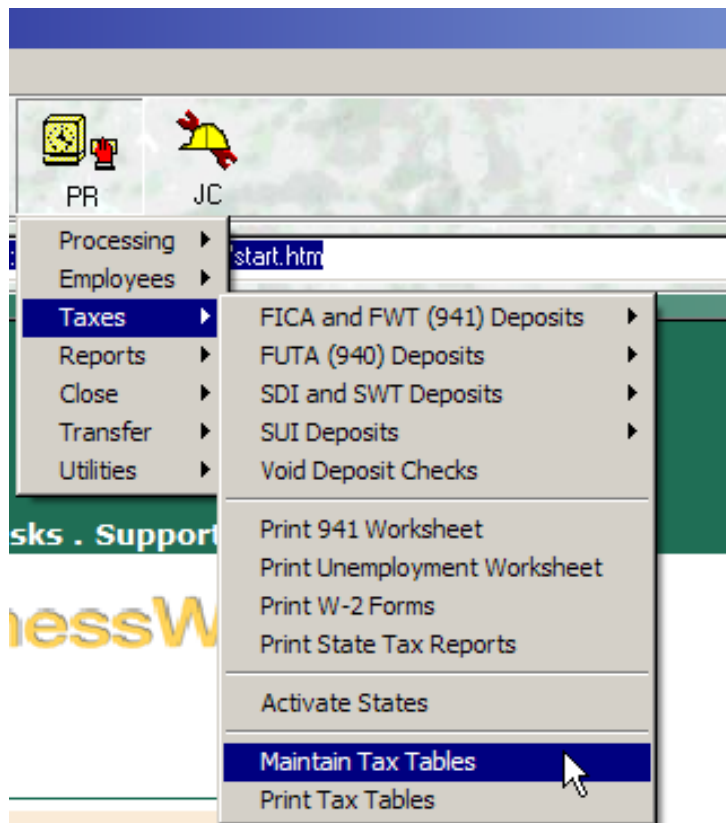 PR JC
Processing
Employees
Taxes
Reports
Close
Transfer
Utilities
start.htm
FICA and FWT (941) Deposits
FUTA (940) Deposits
SDI and SWT Deposits
SUI Deposits
Void Deposit Checks
Print 941 Worksheet
Print Unemployment Worksheet
Print W-2 Forms
Print State Tax Reports
Activate States
Maintain Tax Tables
Print Tax Tables
sks . Support
nessW